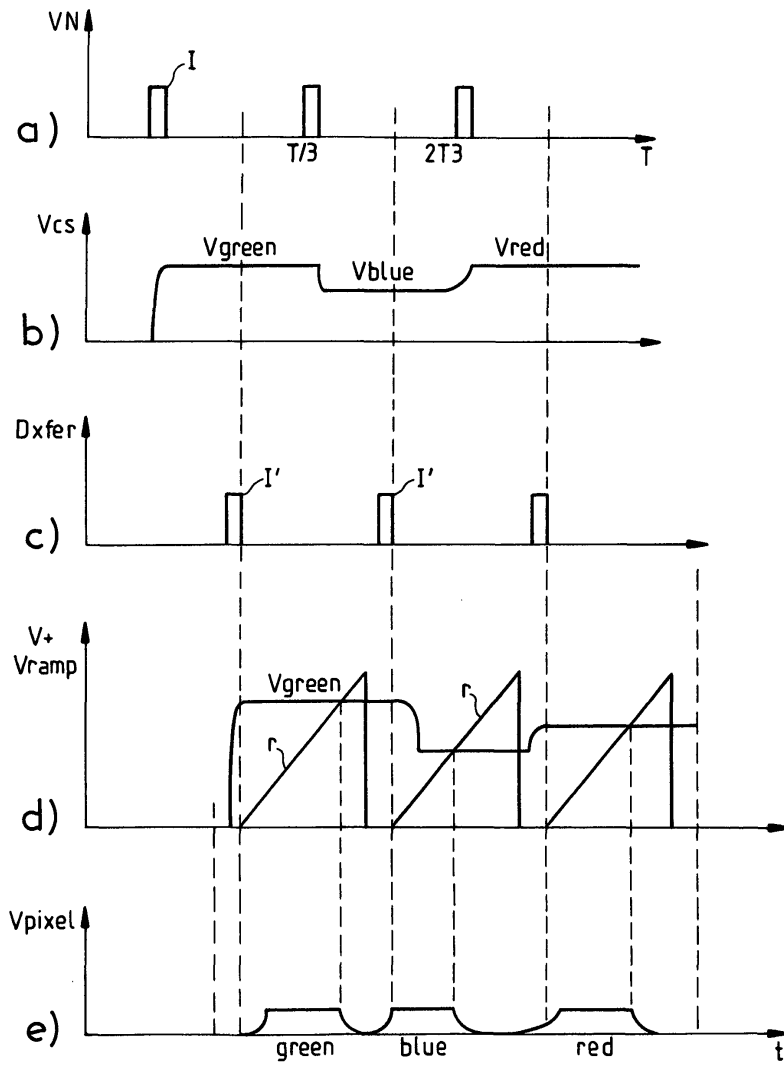 VN
I
a)
T/3
2T3
T
Vcs
Vgreen
Vblue
Vred
b)
Dxfer
I'
I'
c)
V+
Vramp
Vgreen
r
r
d)
Vpixel
e)
green
blue
red
t